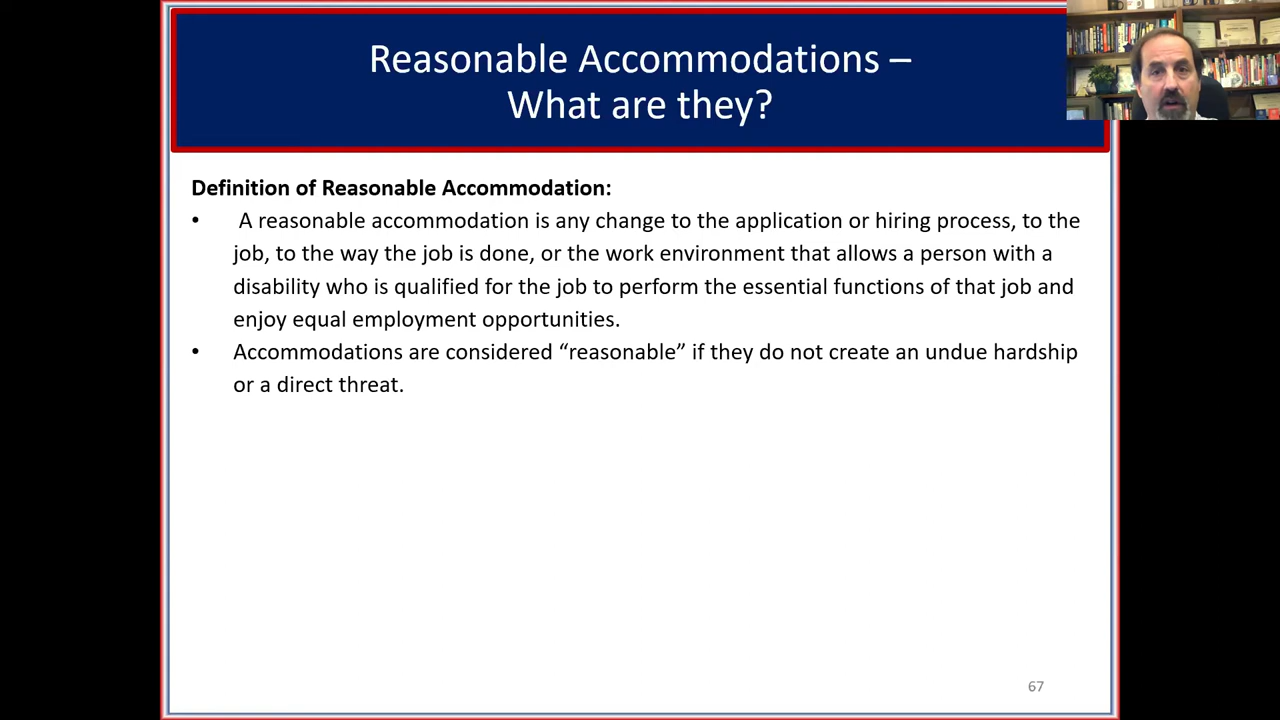 Reasonable Accommodations –
What are they?
Definition of Reasonable Accommodation:
• A reasonable accommodation is any change to the application or hiring process, to the
job, to the way the job is done, or the work environment that allows a person with a
disability who is qualified for the job to perform the essential functions of that job and
enjoy equal employment opportunities.
• Accommodations are considered “reasonable” if they do not create an undue hardship
or a direct threat.
67